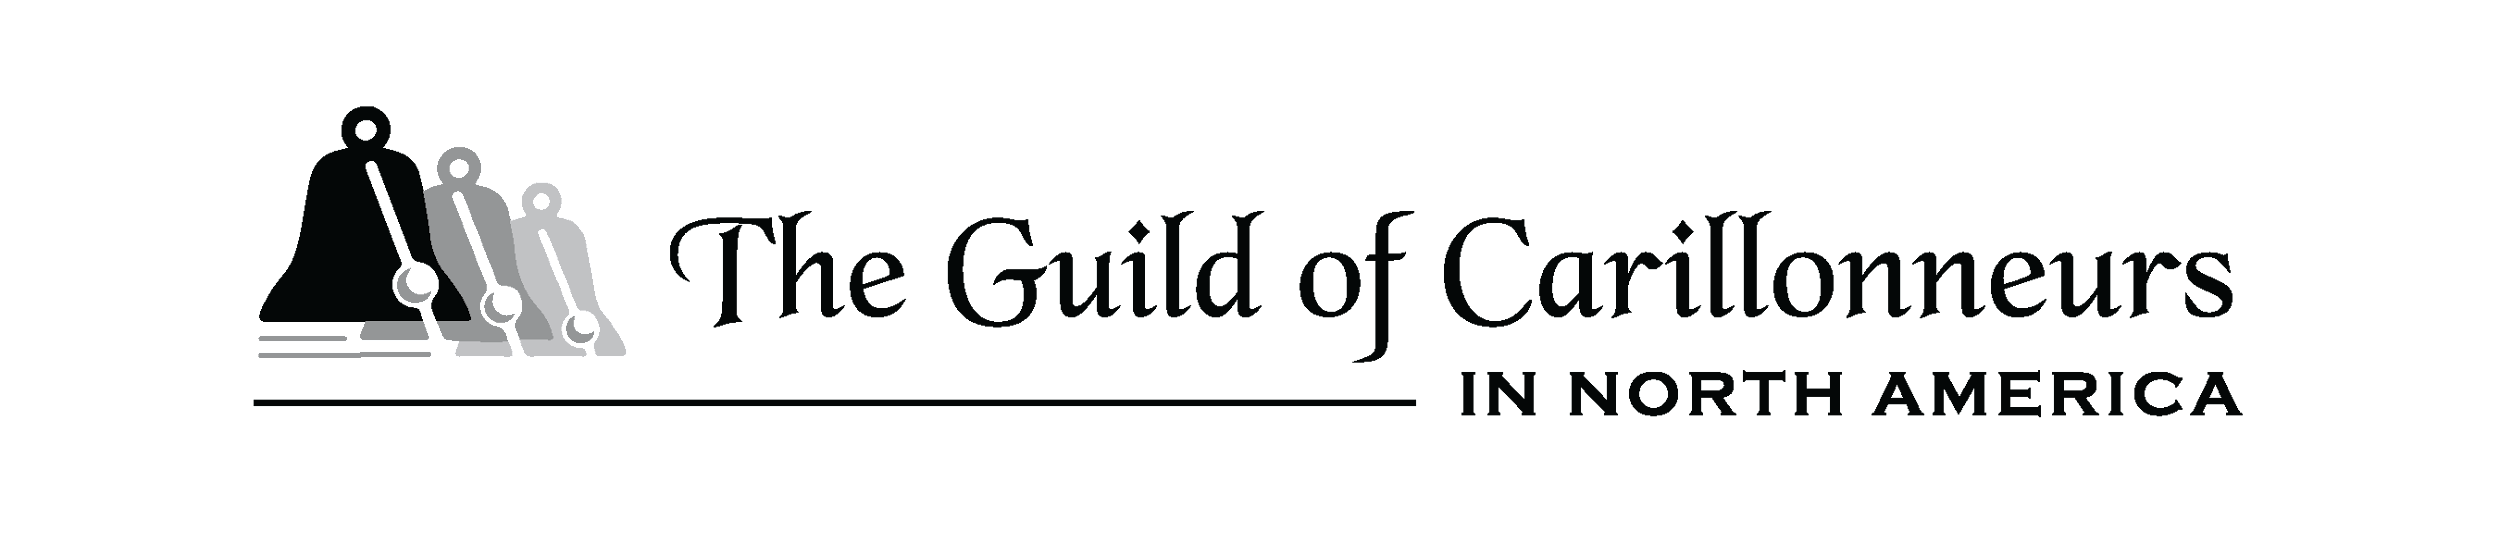 The Guild of Carillonneurs
IN NORTH AMERICA